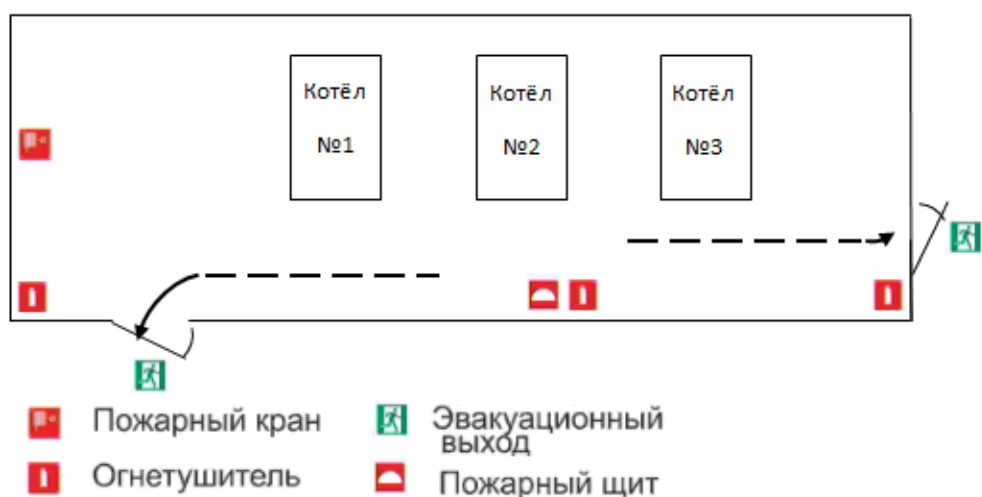 Котёл
№1
Котёл
№2
Котёл
№3
Пожарный кран
Эвакуационный
выход
Огнетушитель
Пожарный щит